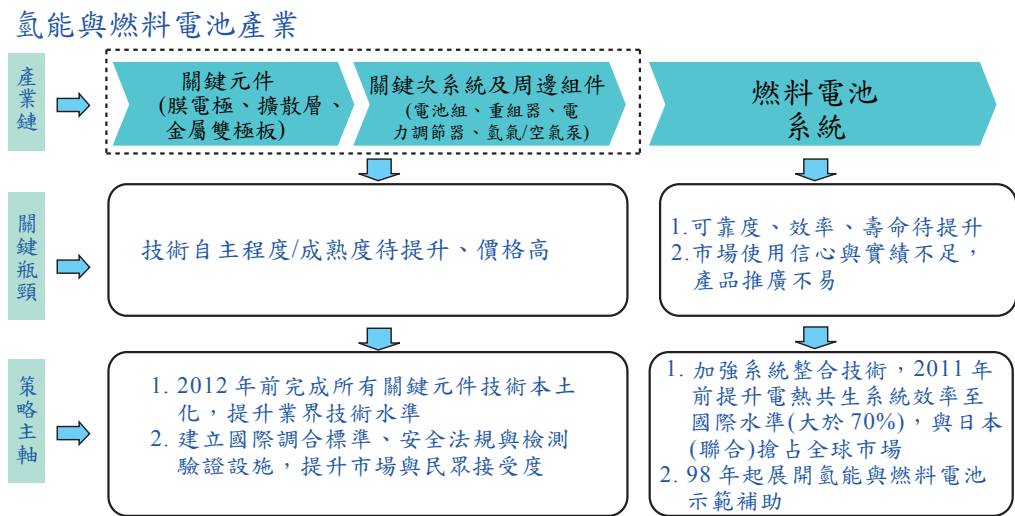 氫能與燃料電池產業
產業鏈
關鍵元件
(膜電極、擴散層、
金屬雙極板)
關鍵次系統及周邊組件
(電池組、重組器、電
力調節器、氫氣/空氣泵)
燃料電池
系統
關鍵瓶頸
技術自主程度/成熟度待提升、價格高
1.可靠度、效率、壽命待提升
2.市場使用信心與實績不足，
產品推廣不易
策略主軸
1. 2012 年前完成所有關鍵元件技術本土
化，提升業界技術水準
2. 建立國際調合標準、安全法規與檢測
驗證設施，提升市場與民眾接受度
1. 加強系統整合技術，2011 年
前提升電熱共生系統效率至
國際水準(大於 70%)，與日本
(聯合)搶占全球市場
2. 98 年起展開氫能與燃料電池
示範補助